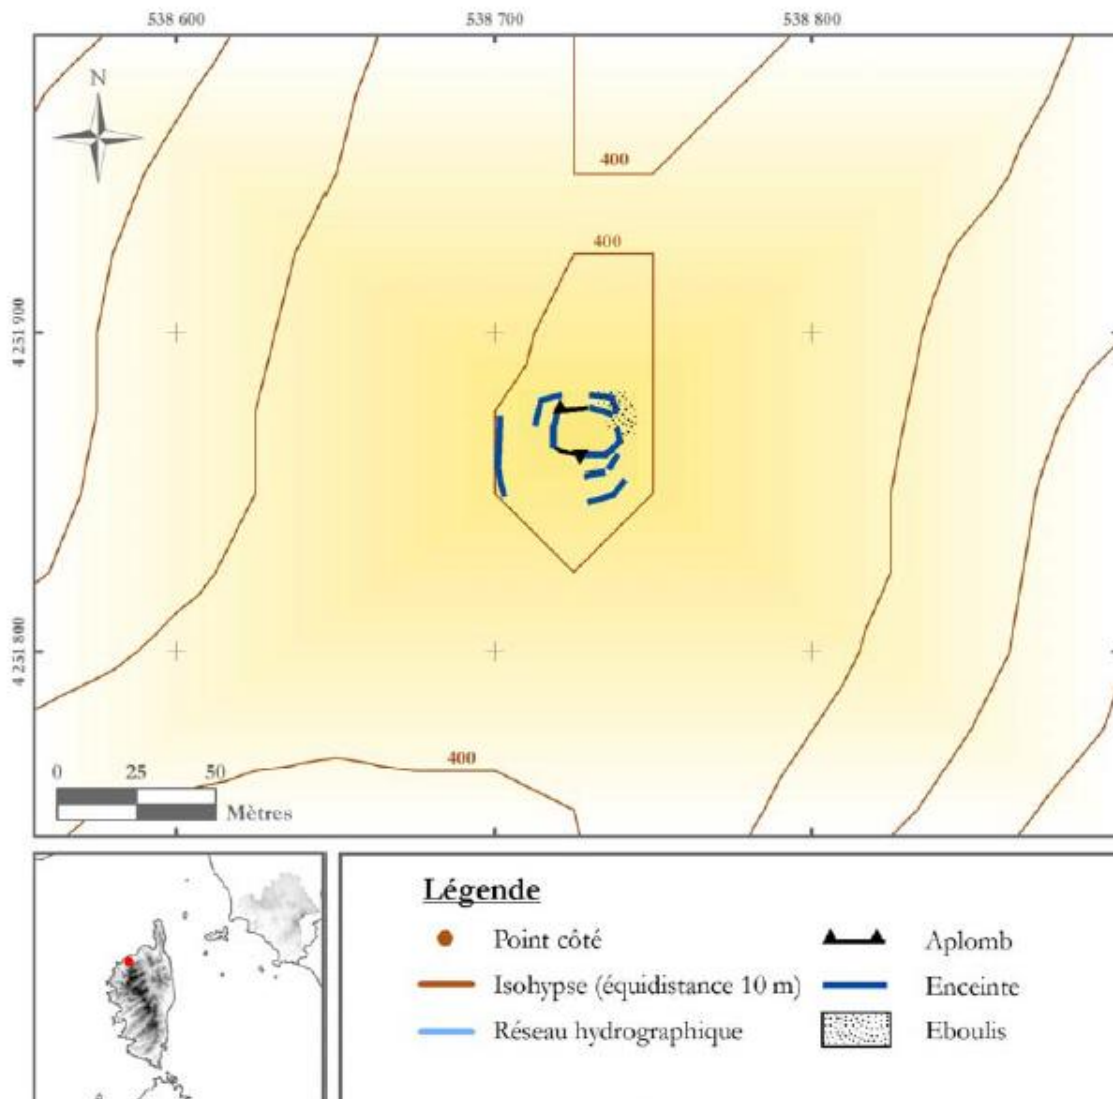 538 600
538 700
538 800
N
400
400
4 251 900
4 251 800
400
0 25 50
Mètres
Légende
Point côté
Isohypse (équidistance 10 m)
Réseau hydrographique
Aplomb
Enceinte
Eboulis